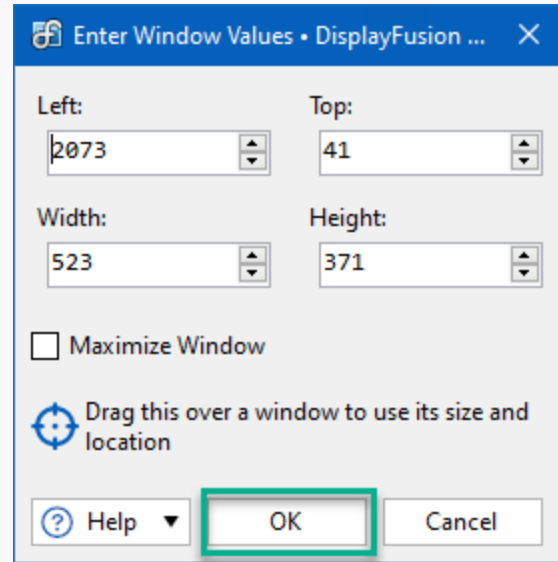 Enter Window Values • DisplayFusion ...
Left: Top:
2073 41
Width: Height:
523 371
Maximize Window
Drag this over a window to use its size and
location
? Help OK Cancel